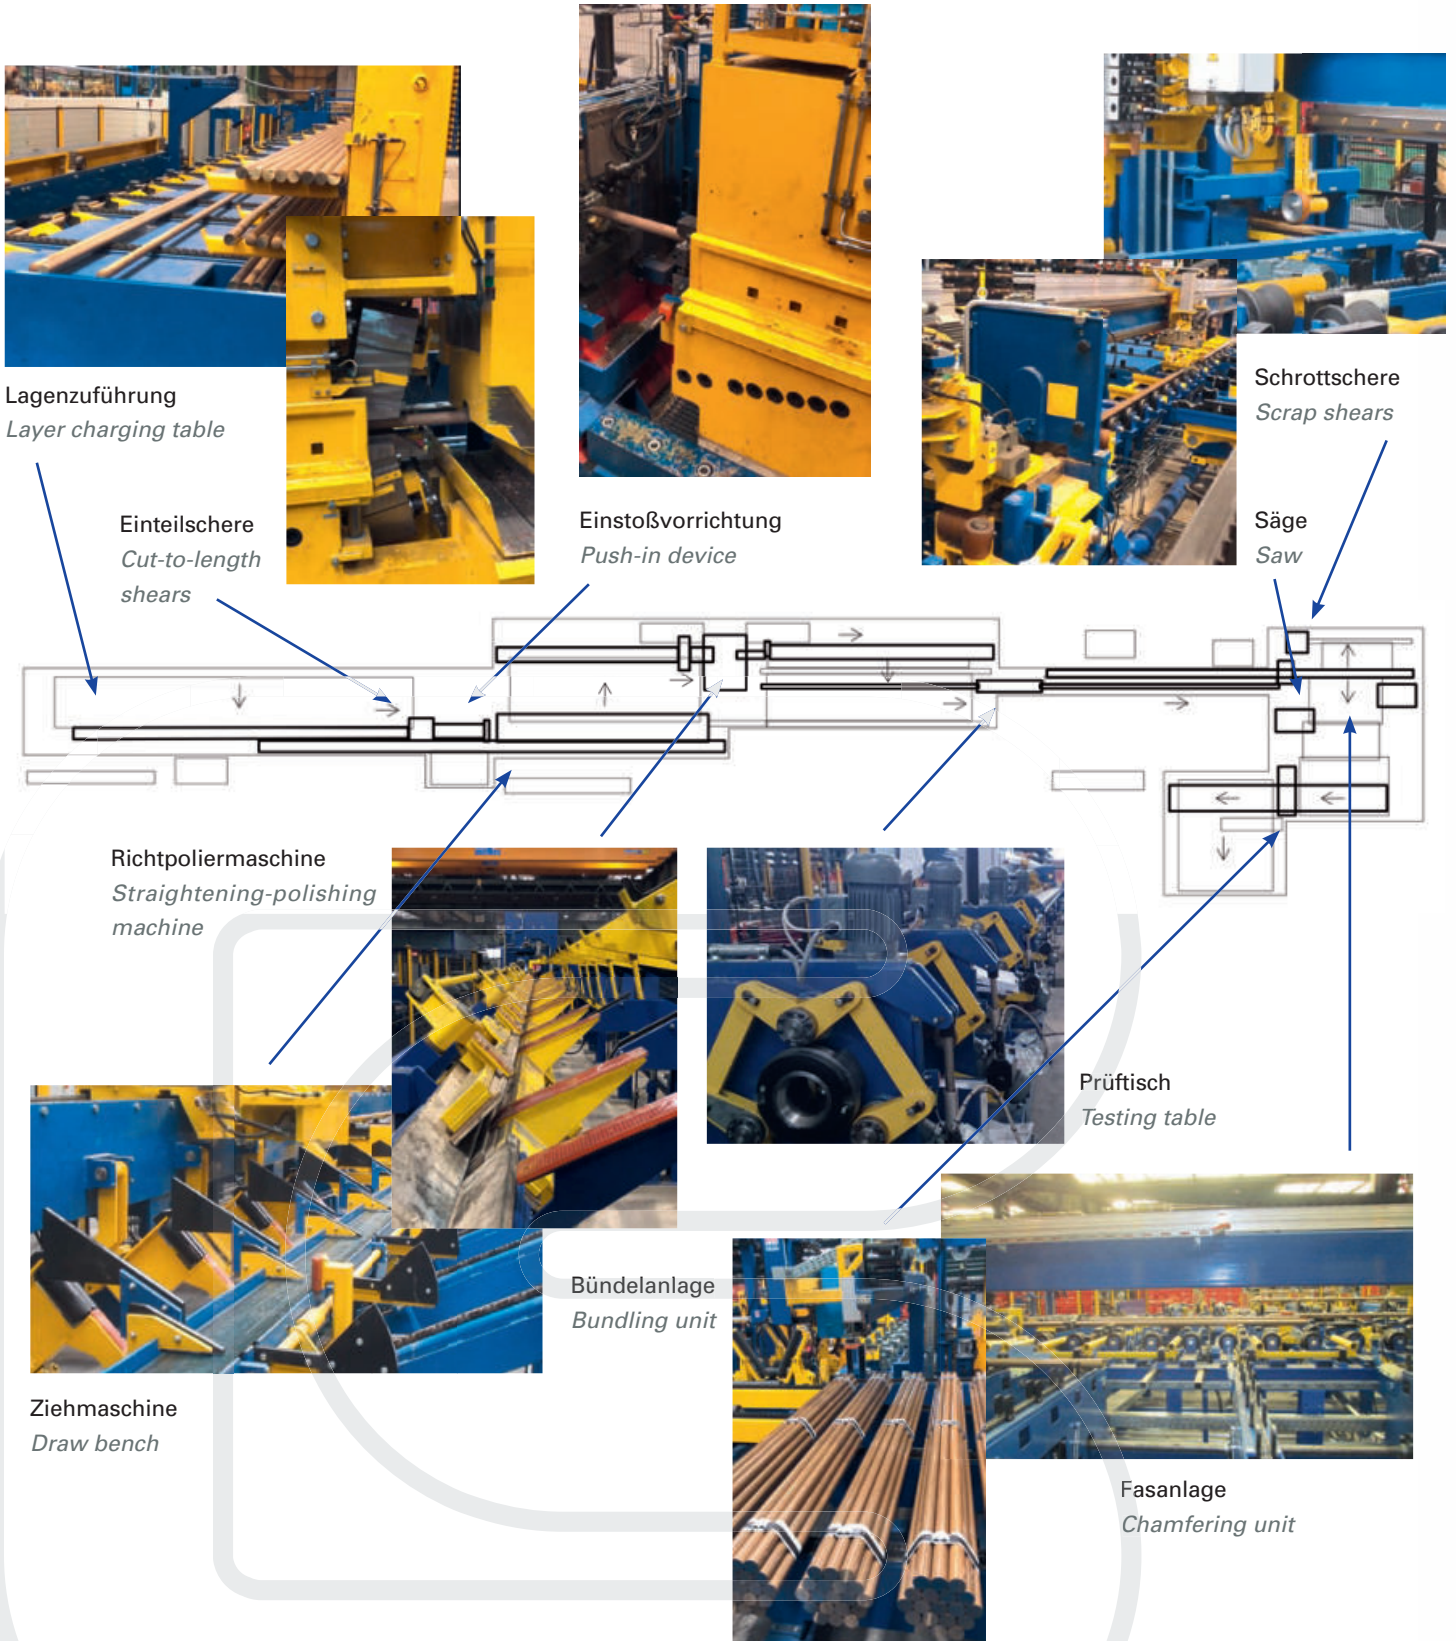 Lagenzuführung
Layer charging table
Schrottschere
Scrap shears
Einteilschere
Cut-to-length
shears
Einstoßvorrichtung
Push-in device
Säge
Saw
Richtpoliermaschine
Straightening-polishing
machine
Prüftisch
Testing table
Bündelanlage
Bundling unit
Ziehmaschine
Draw bench
Fasanlage
Chamfering unit